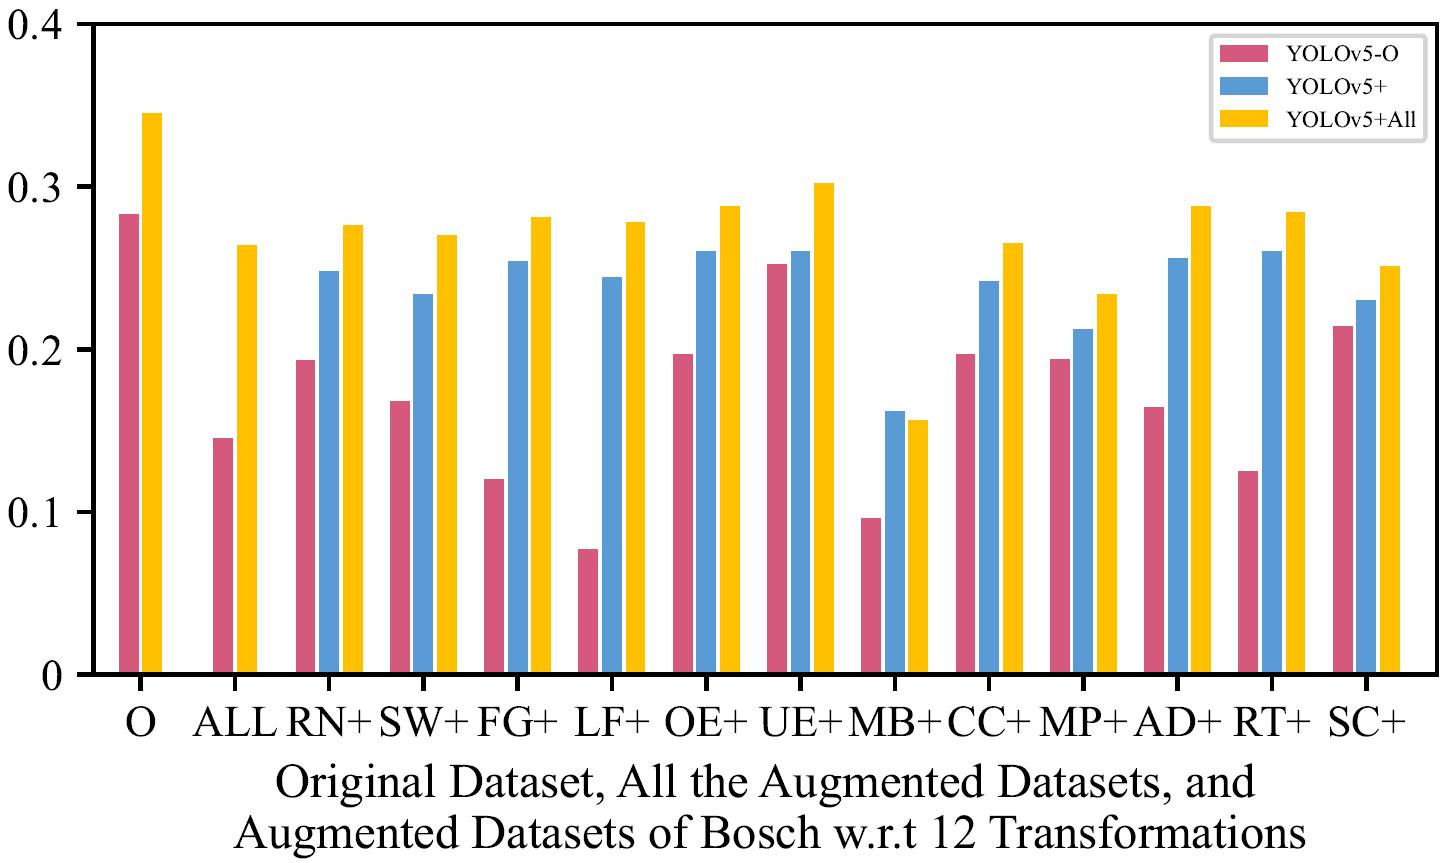 0.4
0.3
0.2
0.1
0
YOLOv5-O
YOLOv5+
YOLOv5+All
O ALL RN+ SW+ FG+ LF+ OE+ UE+ MB+ CC+ MP+ AD+ RT+ SC+
Original Dataset, All the Augmented Datasets, and
Augmented Datasets of Bosch w.r.t 12 Transformations